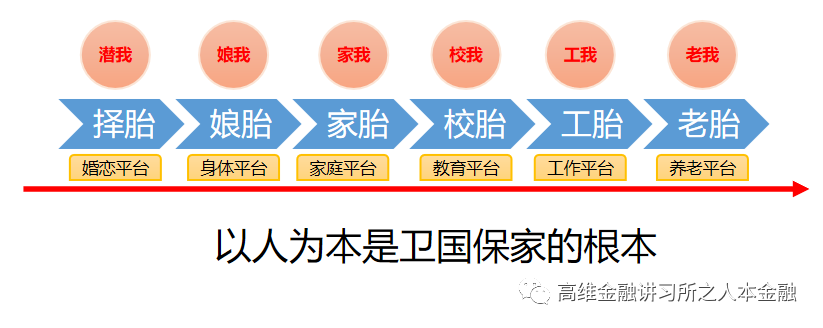 潜我 娘我 家我 校我 工我 老我
择胎 娘胎 家胎 校胎 工胎 老胎
婚恋平台 身体平台 家庭平台 教育平台 工作平台 养老平台
以人为本是卫国保家的根本
高维金融讲习所之人本金融